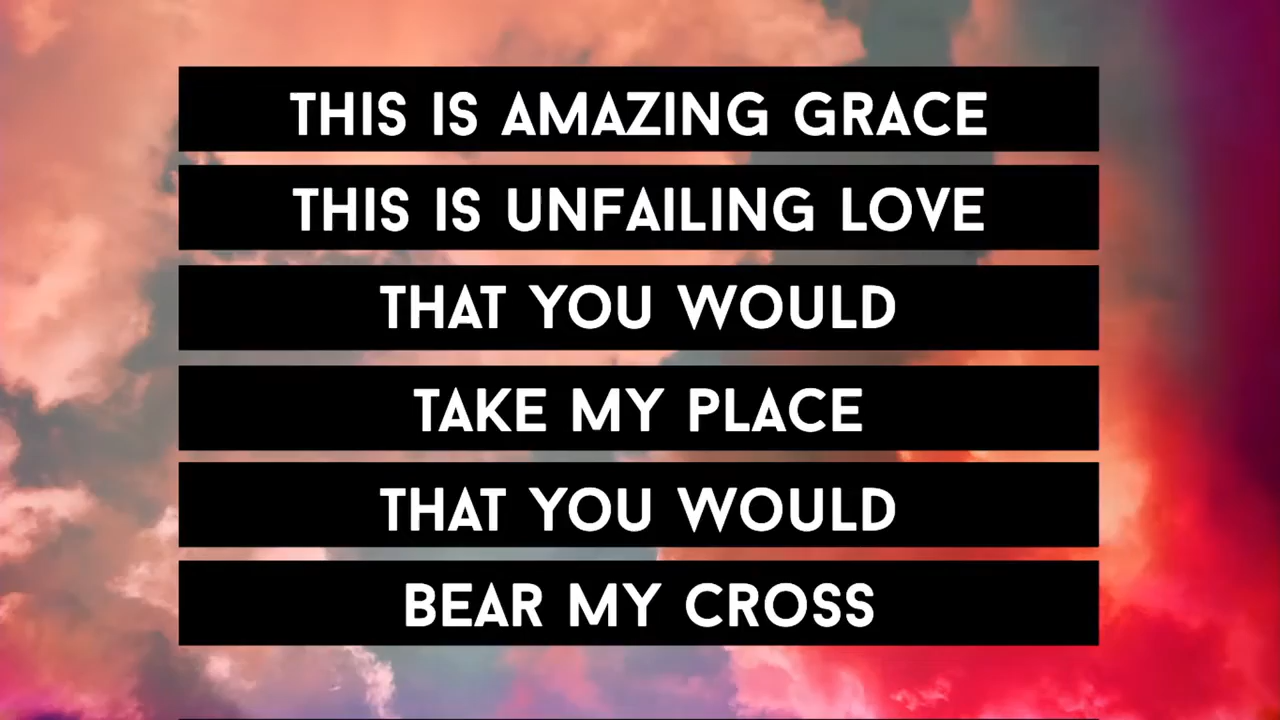 THIS IS AMAZING GRACE
THIS IS UNFAILING LOVE
THAT YOU WOULD
TAKE MY PLACE
THAT YOU WOULD
BEAR MY CROSS